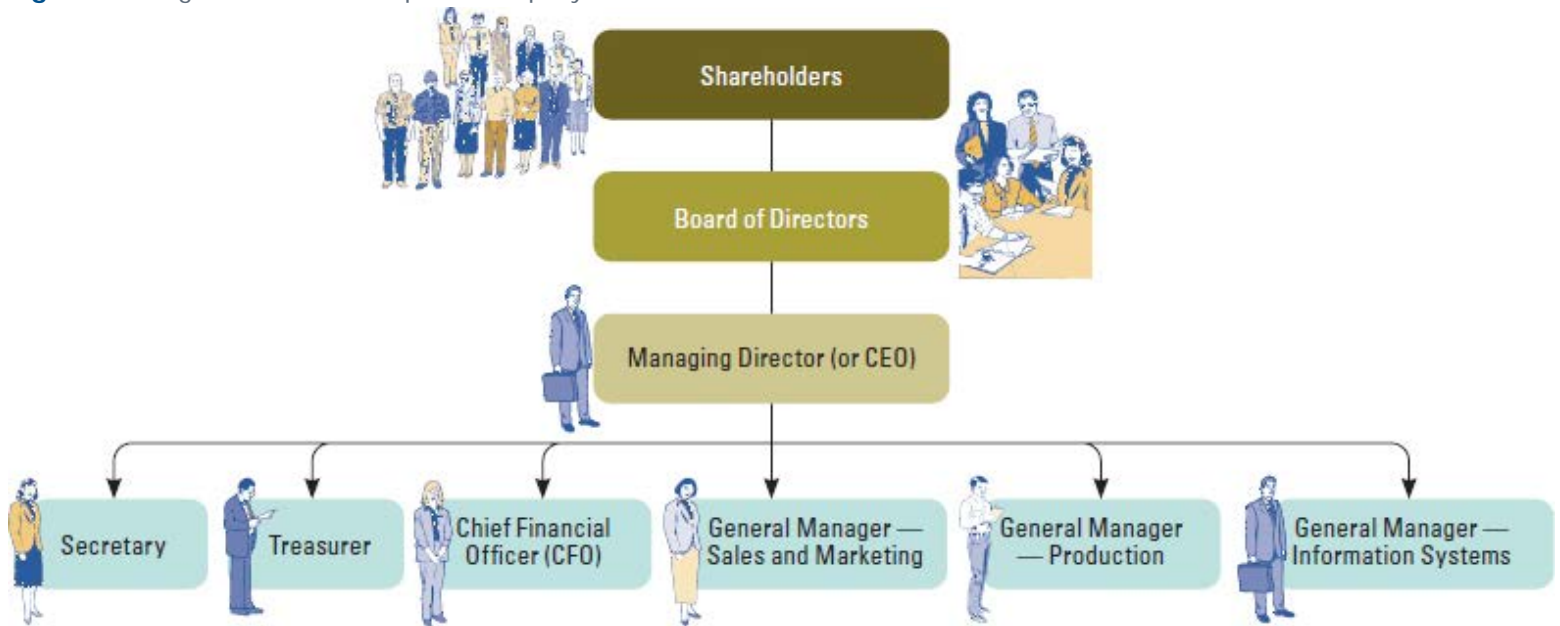 Shareholders
Board of Directors
Managing Director (or CEO)
Secretary
Treasurer
Chief Financial
Officer (CFO)
General Manager —
Sales and Marketing
General Manager
— Production
General Manager —
Information Systems